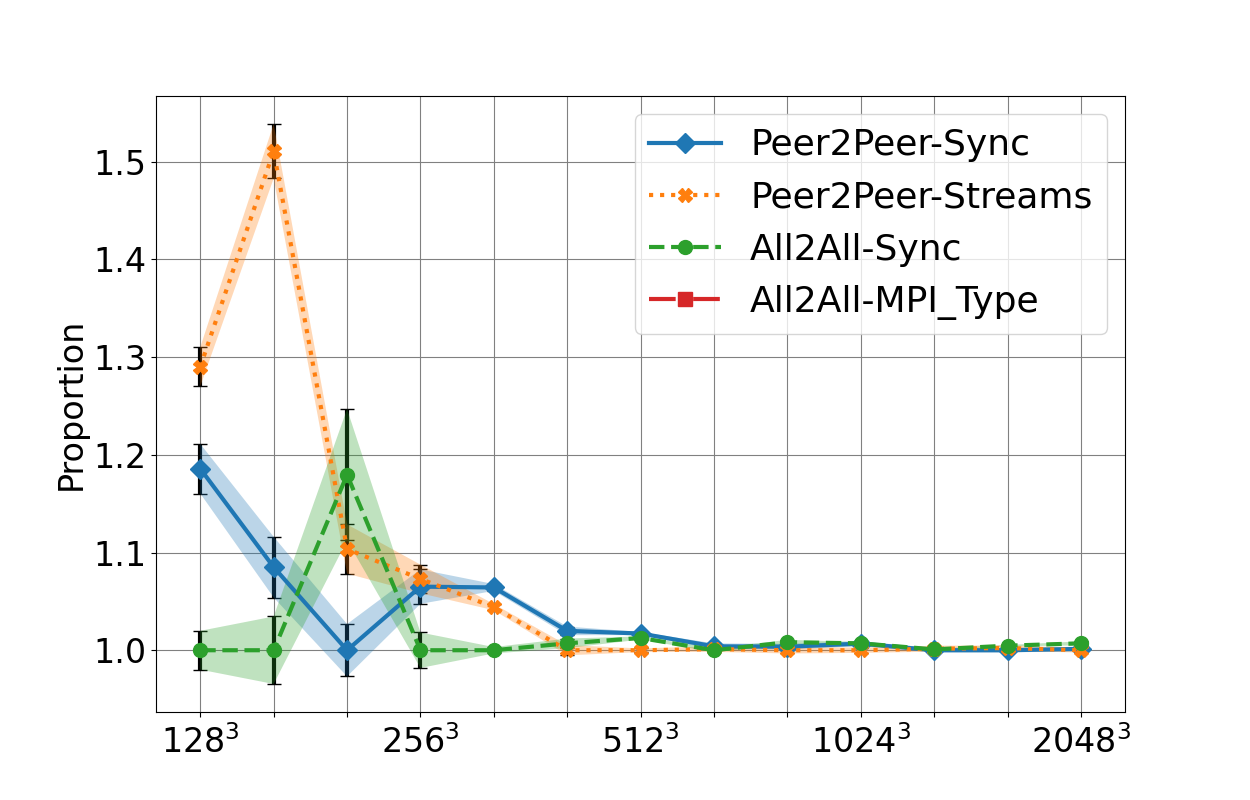 Peer2Peer-Sync
Peer2Peer-Streams
All2All-Sync
All2All-MPI_Type
Proportion
1.5
1.4
1.3
1.2
1.1
1.0
128³
256³
512³
1024³
2048³